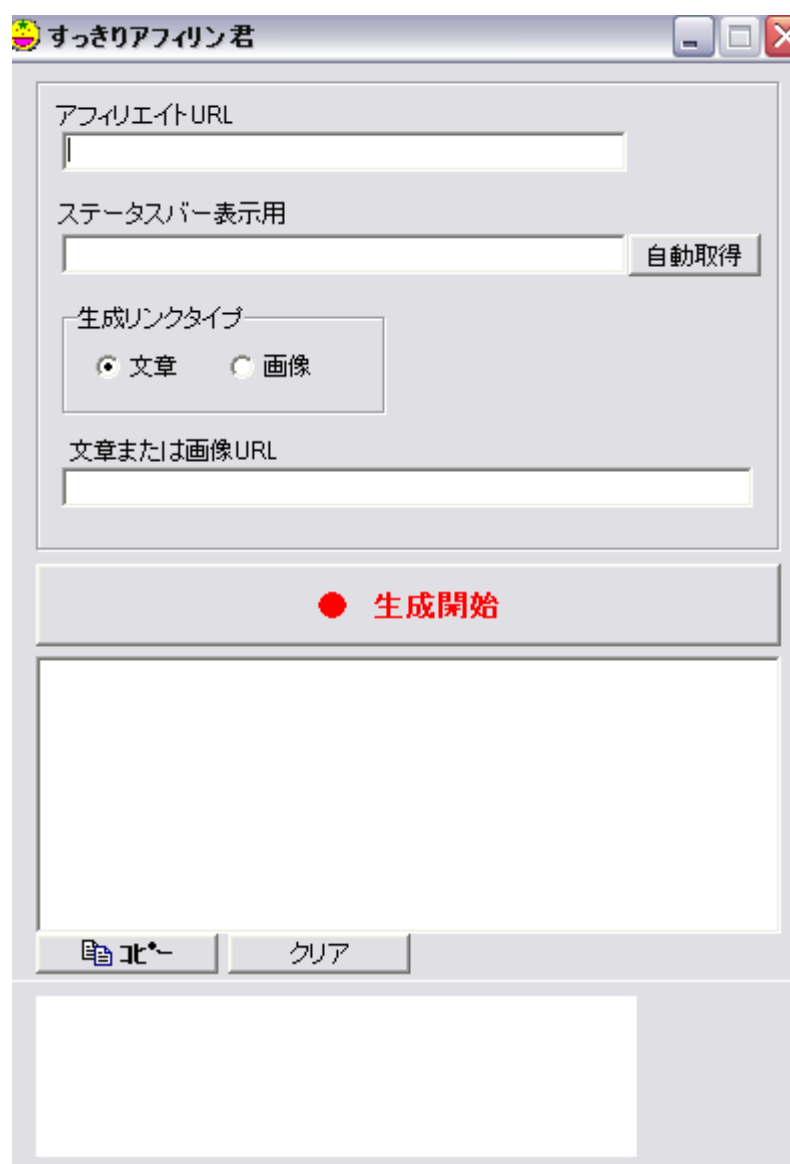 すっきりアフィリン君
アフィリエイトURL
ステータスバー表示用
自動取得
生成リンクタイプ
文章 画像
文章または画像URL
● 生成開始
ｺﾋﾟｰ クリア